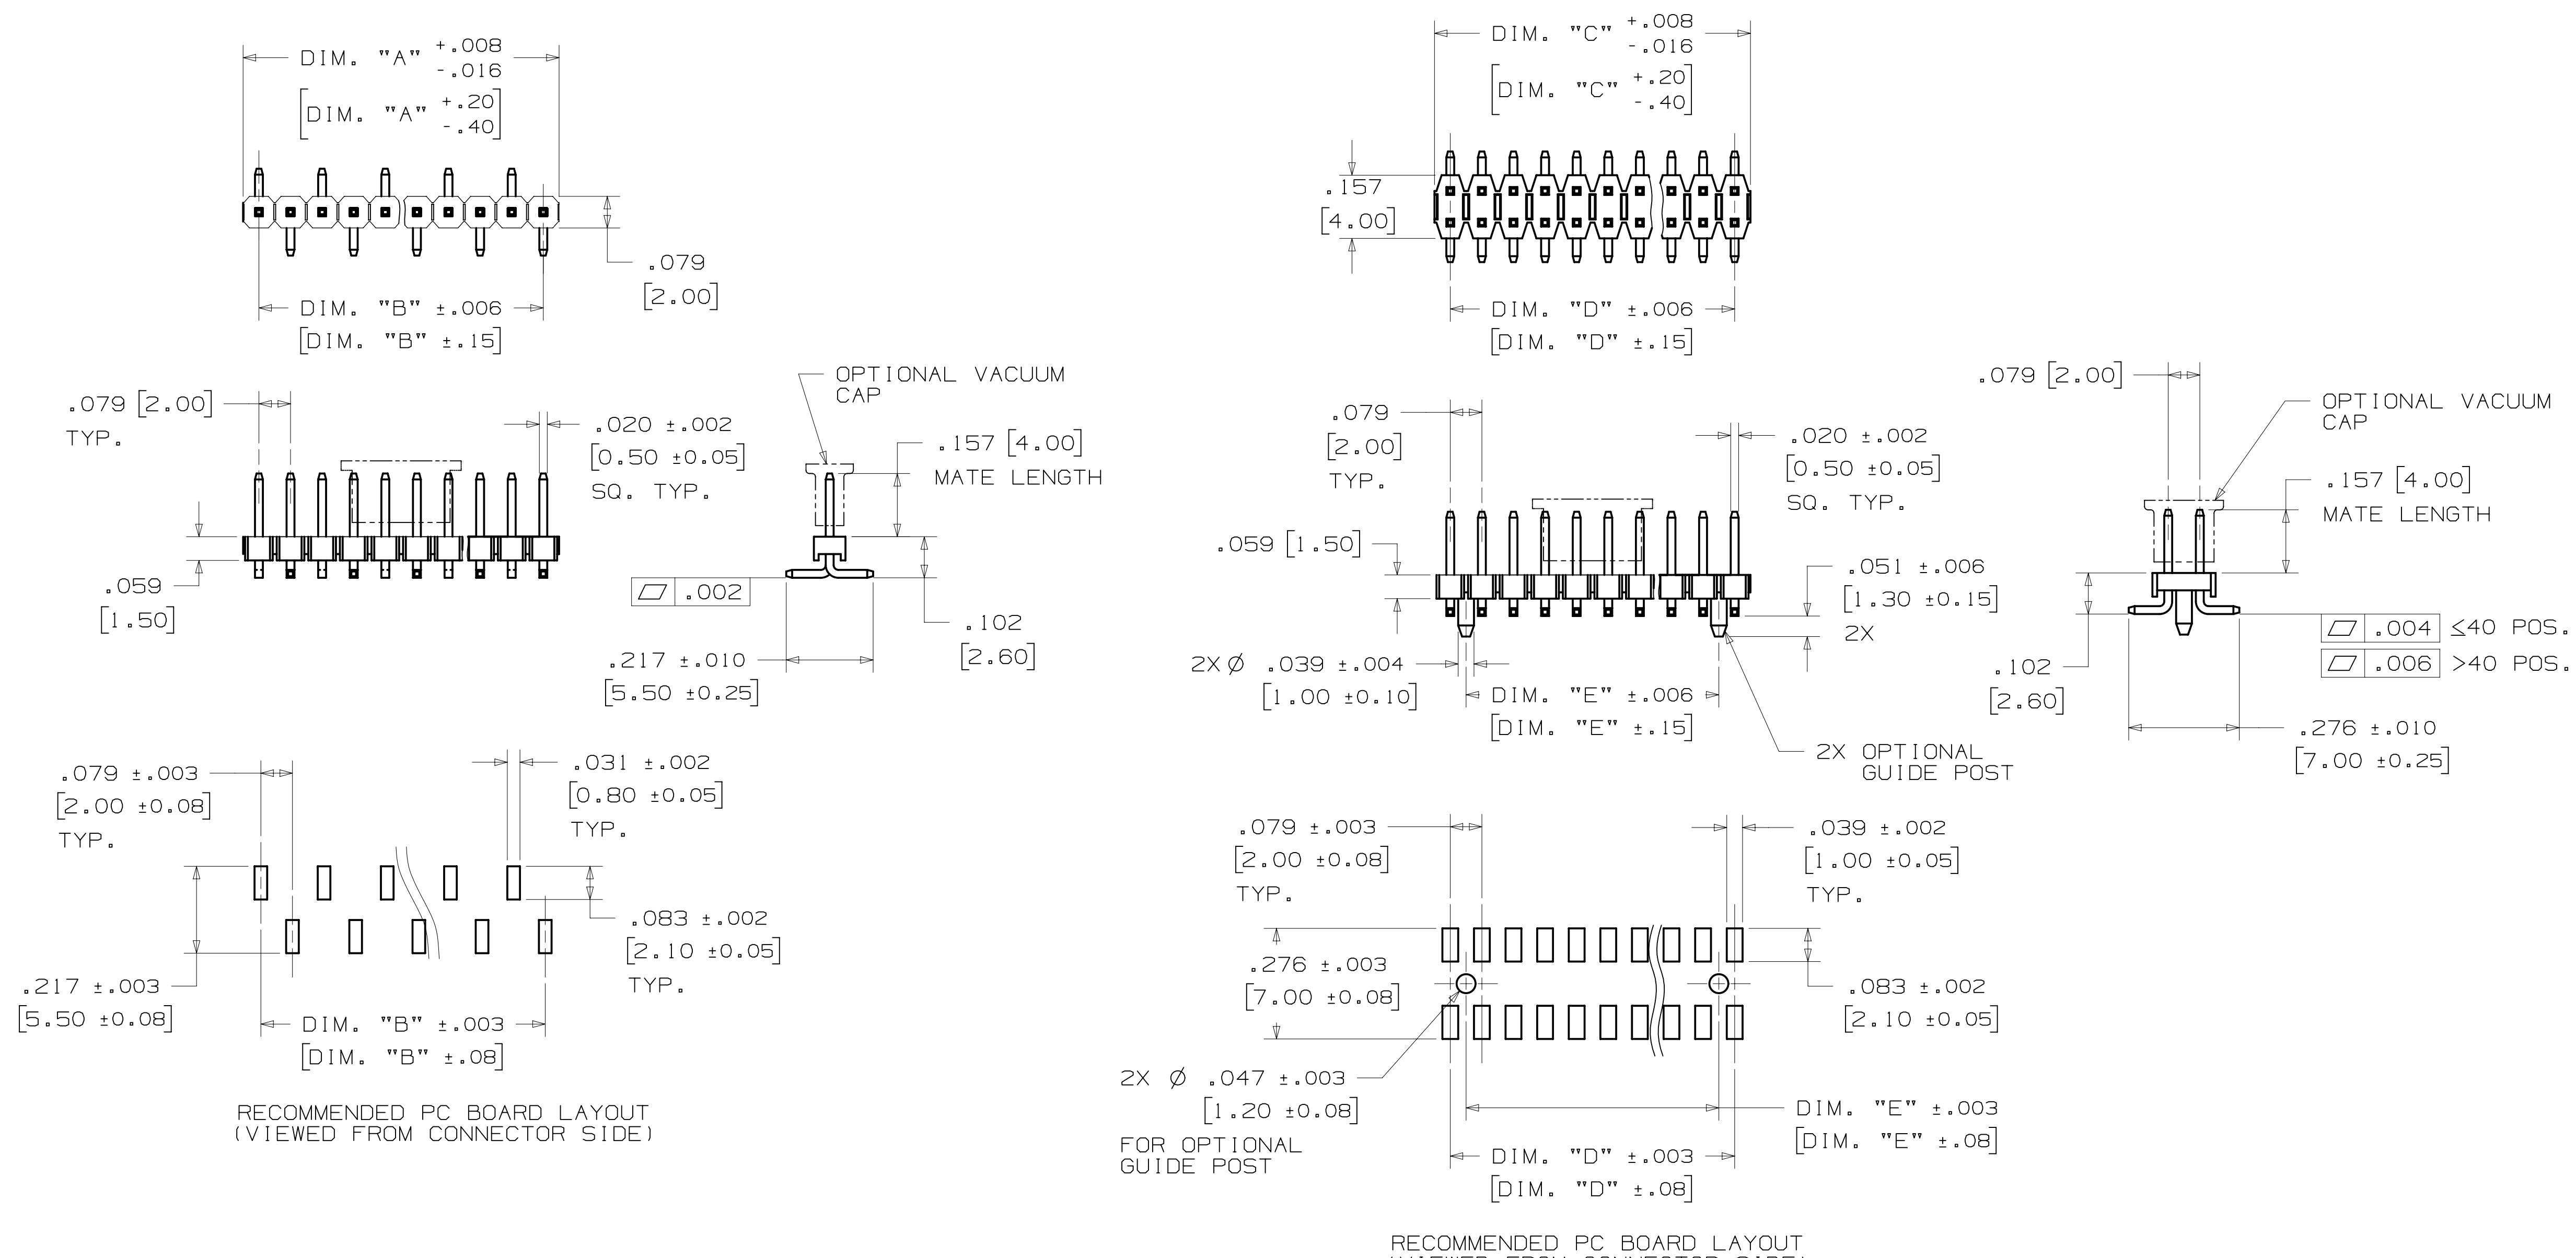 DIM. "A" +.008
-.016
[DIM. "A" +.20
-.40]
.079
[2.00]
DIM. "B" ±.006
[DIM. "B" ±.15]
.079 [2.00]
TYP.
.020 ±.002
[0.50 ±0.05]
SQ. TYP.
.059
[1.50]
OPTIONAL VACUUM
CAP
.157 [4.00]
MATE LENGTH
.002
.102
[2.60]
.217 ±.010
[5.50 ±0.25]
.079 ±.003
[2.00 ±0.08]
TYP.
.031 ±.002
[0.80 ±0.05]
TYP.
.083 ±.002
[2.10 ±0.05]
TYP.
.217 ±.003
[5.50 ±0.08]
DIM. "B" ±.003
[DIM. "B" ±.08]
RECOMMENDED PC BOARD LAYOUT
(VIEWED FROM CONNECTOR SIDE)
DIM. "C" +.008
-.016
[DIM. "C" +.20
-.40]
.157
[4.00]
DIM. "D" ±.006
[DIM. "D" ±.15]
.079
[2.00]
TYP.
.020 ±.002
[0.50 ±0.05]
SQ. TYP.
.059 [1.50]
.051 ±.006
[1.30 ±0.15]
2X
2X Ø .039 ±.004
[1.00 ±0.10]
DIM. "E" ±.006
[DIM. "E" ±.15]
2X OPTIONAL
GUIDE POST
.079 [2.00]
OPTIONAL VACUUM
CAP
.157 [4.00]
MATE LENGTH
.004 ≤40 POS.
.006 >40 POS.
.102
[2.60]
.276 ±.010
[7.00 ±0.25]
.079 ±.003
[2.00 ±0.08]
TYP.
.039 ±.002
[1.00 ±0.05]
TYP.
.276 ±.003
[7.00 ±0.08]
.083 ±.002
[2.10 ±0.05]
2X Ø .047 ±.003
[1.20 ±0.08]
FOR OPTIONAL
GUIDE POST
DIM. "E" ±.003
[DIM. "E" ±.08]
DIM. "D" ±.003
[DIM. "D" ±.08]
RECOMMENDED PC BOARD LAYOUT